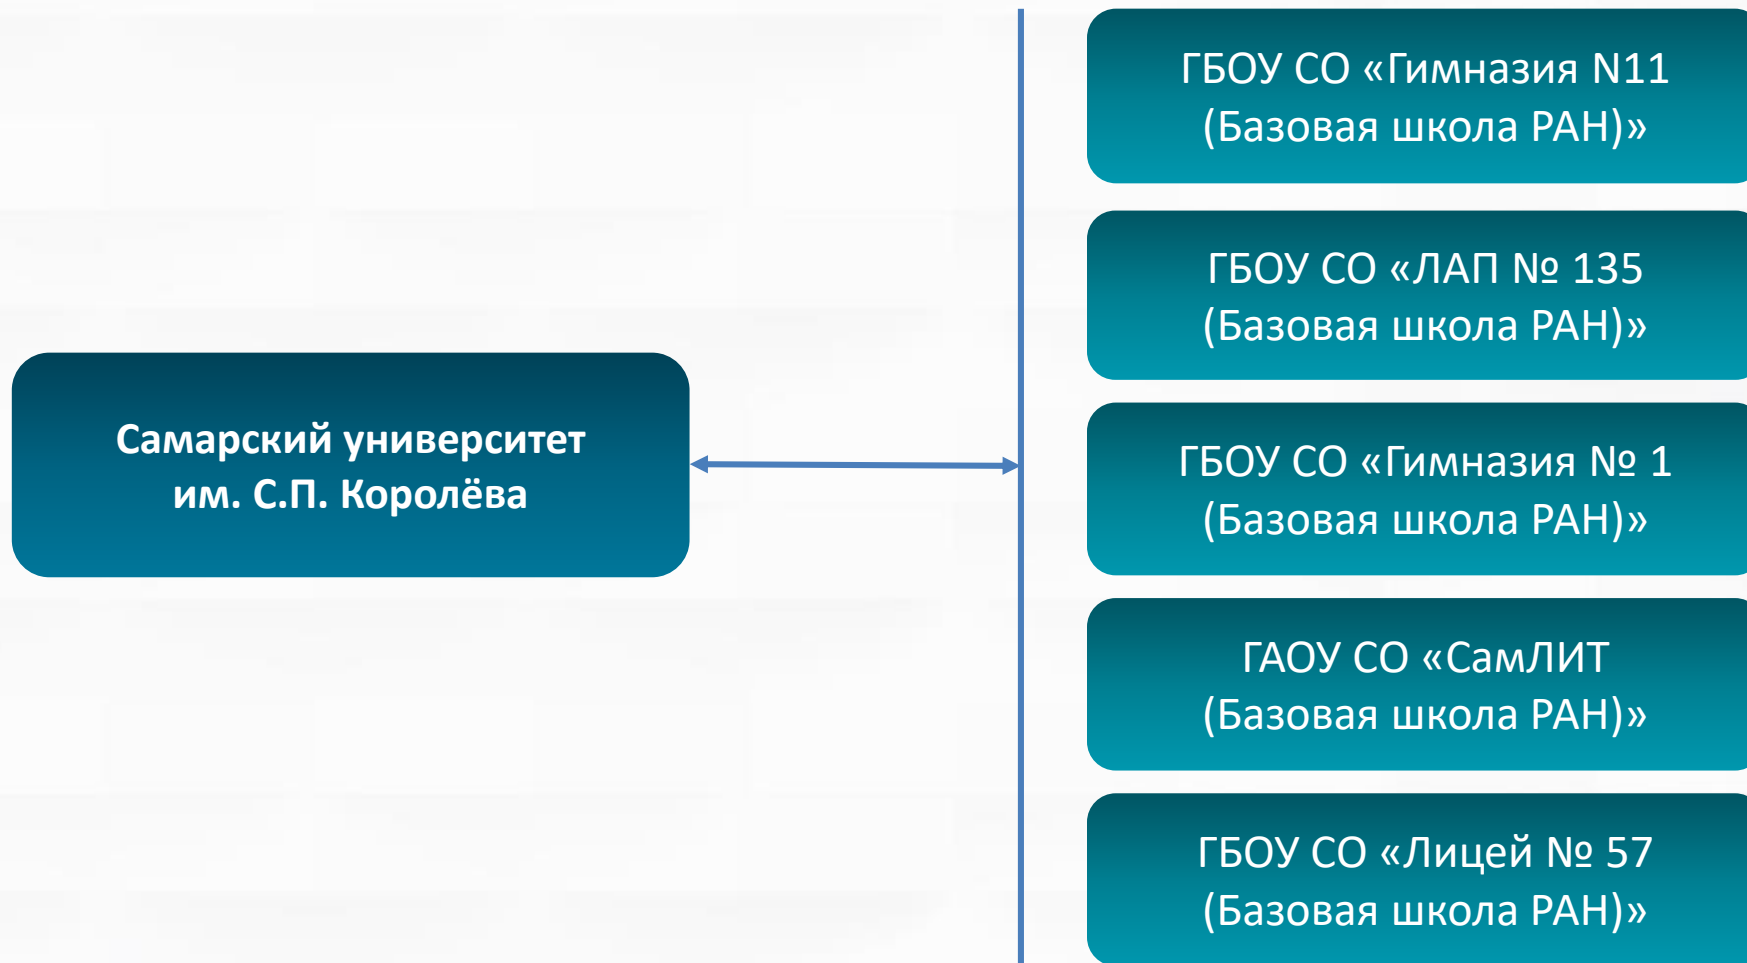 Самарский университет
им. С.П. Королёва
ГБОУ СО «Гимназия N11
(Базовая школа РАН)»
ГБОУ СО «ЛАП № 135
(Базовая школа РАН)»
ГБОУ СО «Гимназия № 1
(Базовая школа РАН)»
ГАОУ СО «СамЛИТ
(Базовая школа РАН)»
ГБОУ СО «Лицей № 57
(Базовая школа РАН)»